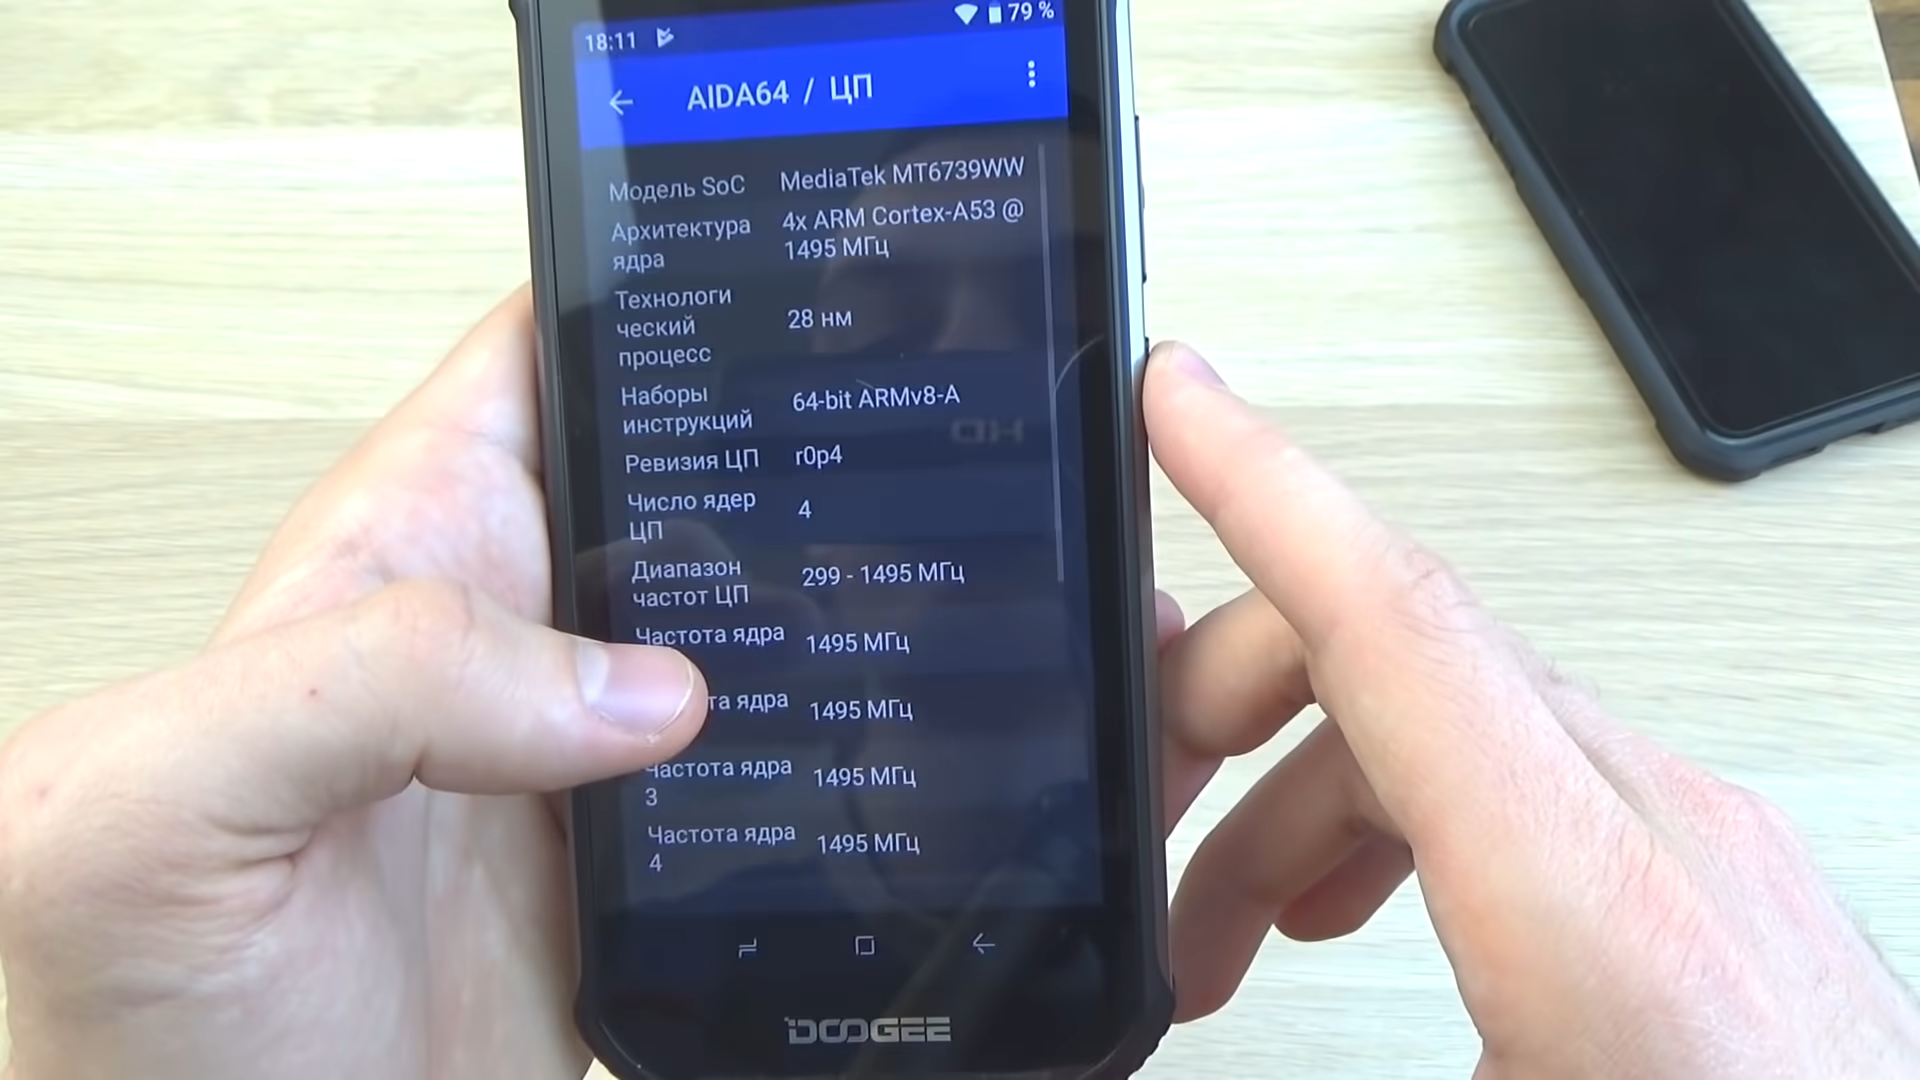 18:11 79 %
AIDA64 / ЦП
Модель SoC MediaTek MT6739WW
Архитектура ядра 4x ARM Cortex-A53 @
1495 МГц
Технологи
ческий 28 нм
процесс
Наборы
инструкций 64-bit ARMv8-A
Ревизия ЦП r0p4
Число ядер
ЦП 4
Диапазон
частот ЦП 299 - 1495 МГц
Частота ядра 1495 МГц
та ядра 1495 МГц
Частота ядра
3 1495 МГц
Частота ядра
4 1495 МГц
DOOGEE